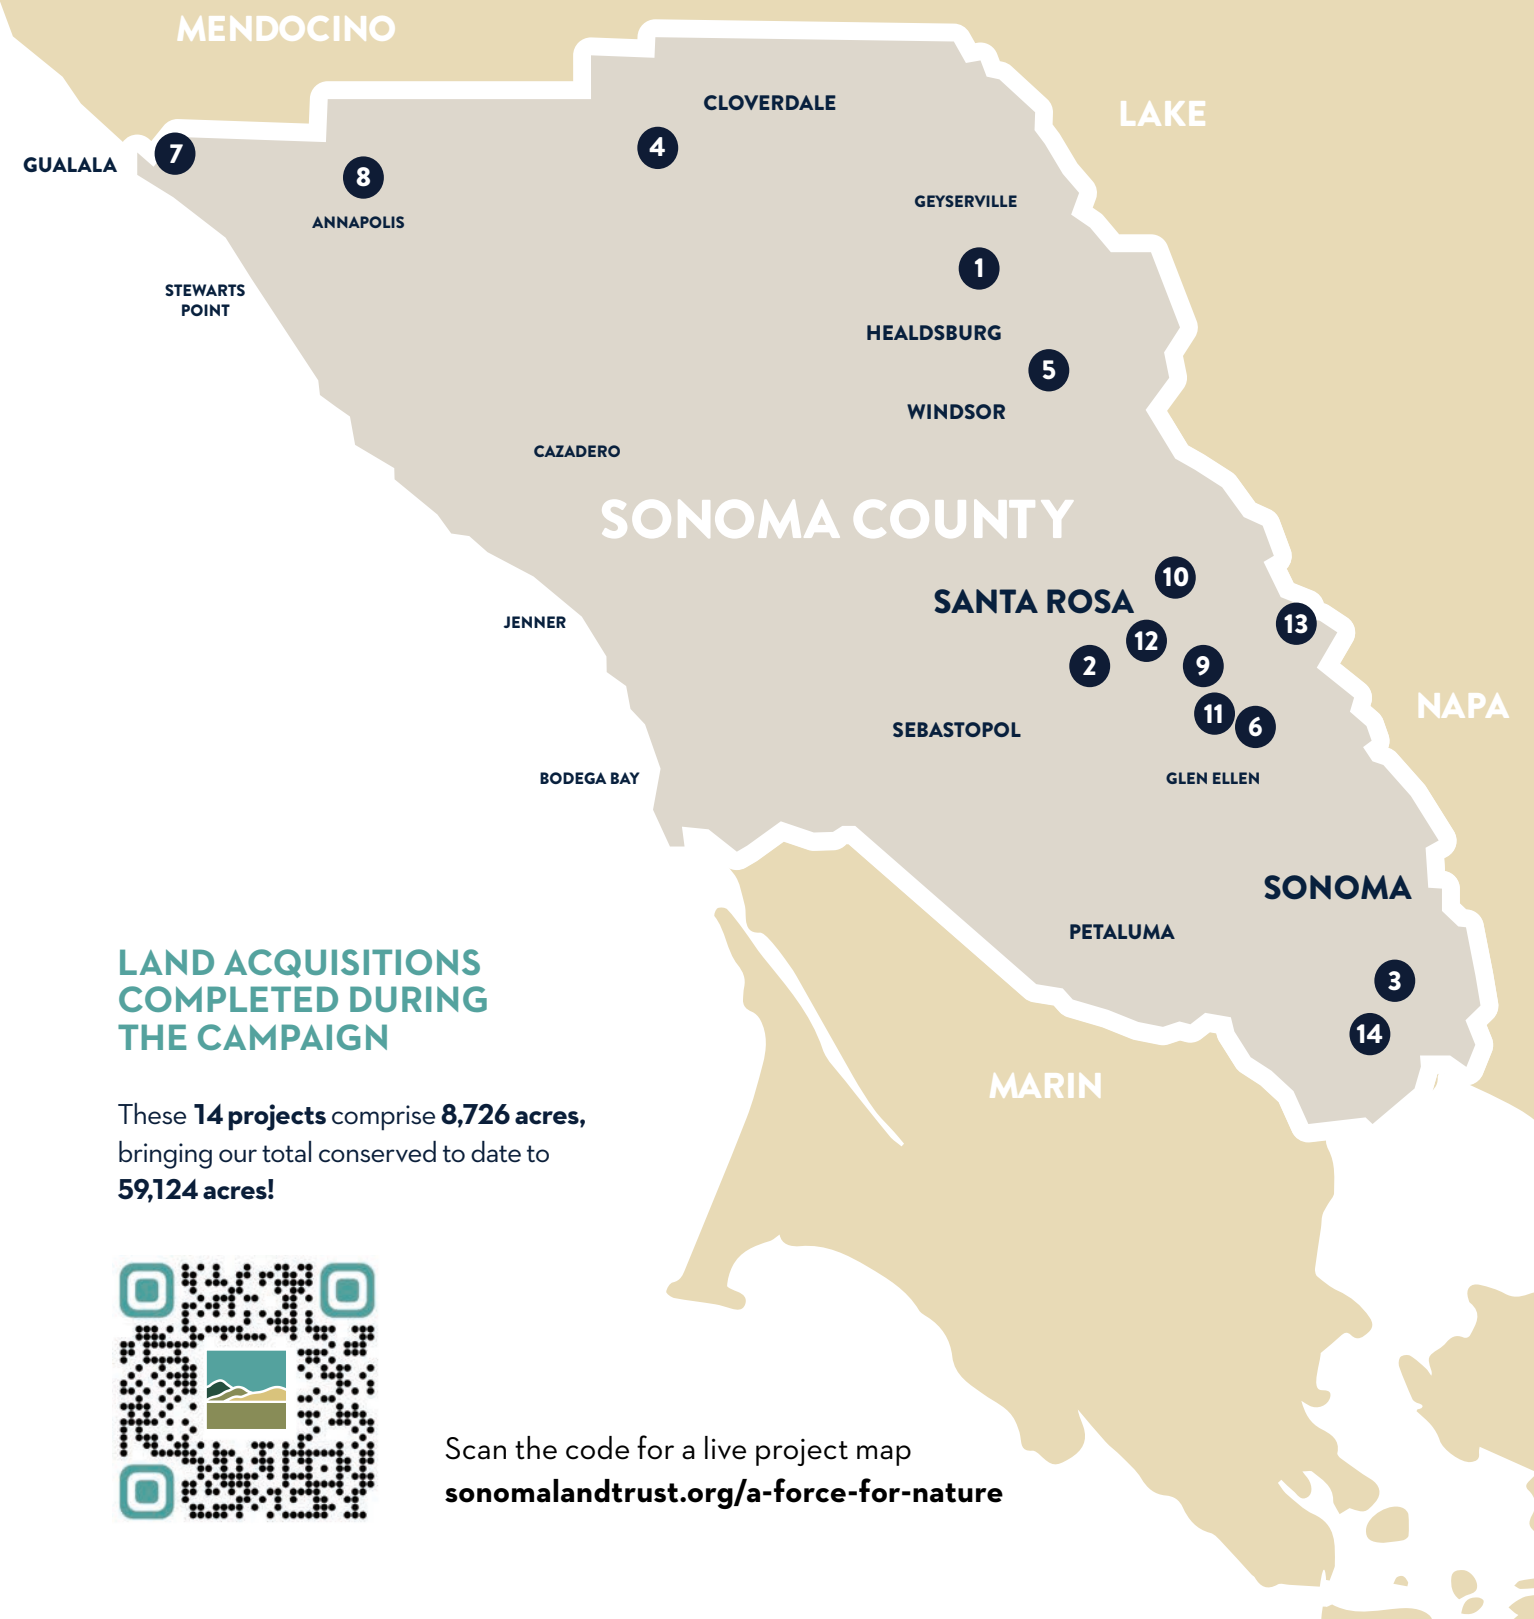 MENDOCINO
LAKE
CLOVERDALE
4
7
GUALALA
8
ANNAPOLIS
GEYSERVILLE
1
STEWARTS
POINT
HEALDSBURG
5
WINDSOR
CAZADERO
SONOMA COUNTY
10
SANTA ROSA
13
JENNER
12
2
9
NAPA
11
6
SEBASTOPOL
BODEGA BAY
GLEN ELLEN
SONOMA
PETALUMA
3
14
MARIN
LAND ACQUISITIONS
COMPLETED DURING
THE CAMPAIGN
These 14 projects comprise 8,726 acres,
bringing our total conserved to date to
59,124 acres!
Scan the code for a live project map
sonomalandtrust.org/a-force-for-nature